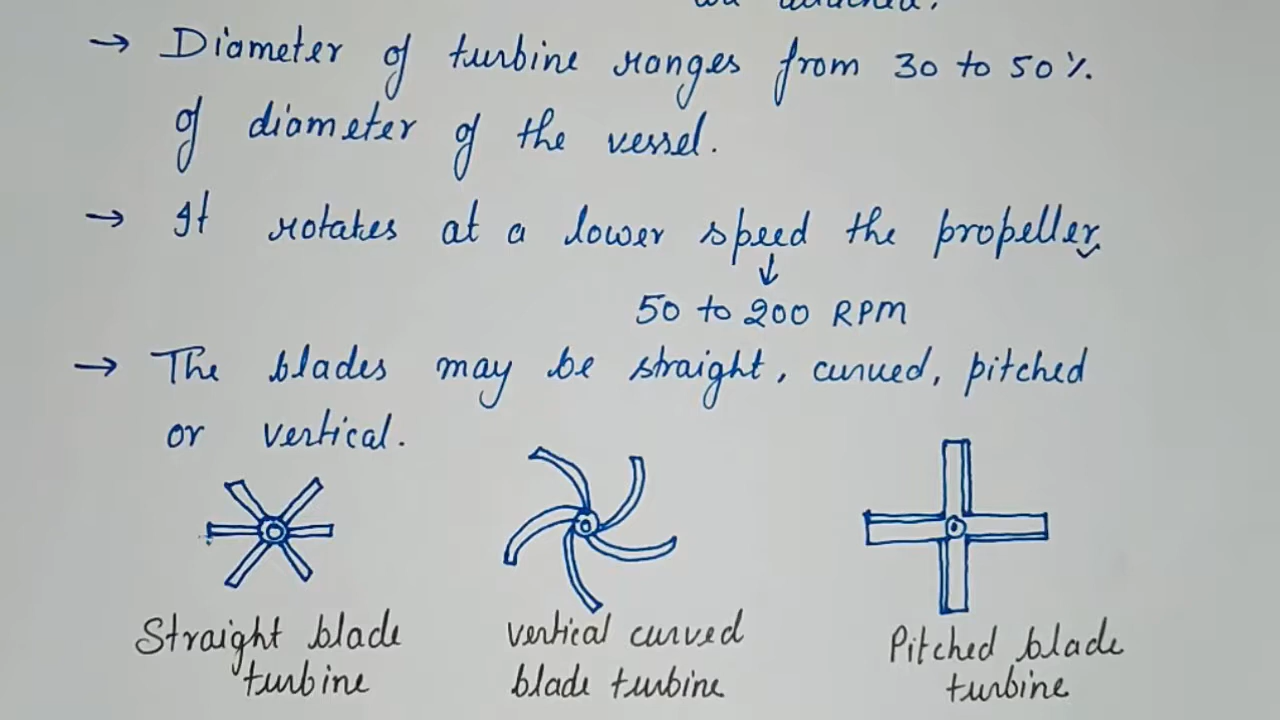 → Diameter of turbine ranges from 30 to 50%
of diameter of the vessel.
→ It rotates at a lower speed the propeller
↓
50 to 200 RPM
→ The blades may be straight, curved, pitched
or vertical.
Straight blade
turbine
vertical curved
blade turbine
Pitched blade
turbine